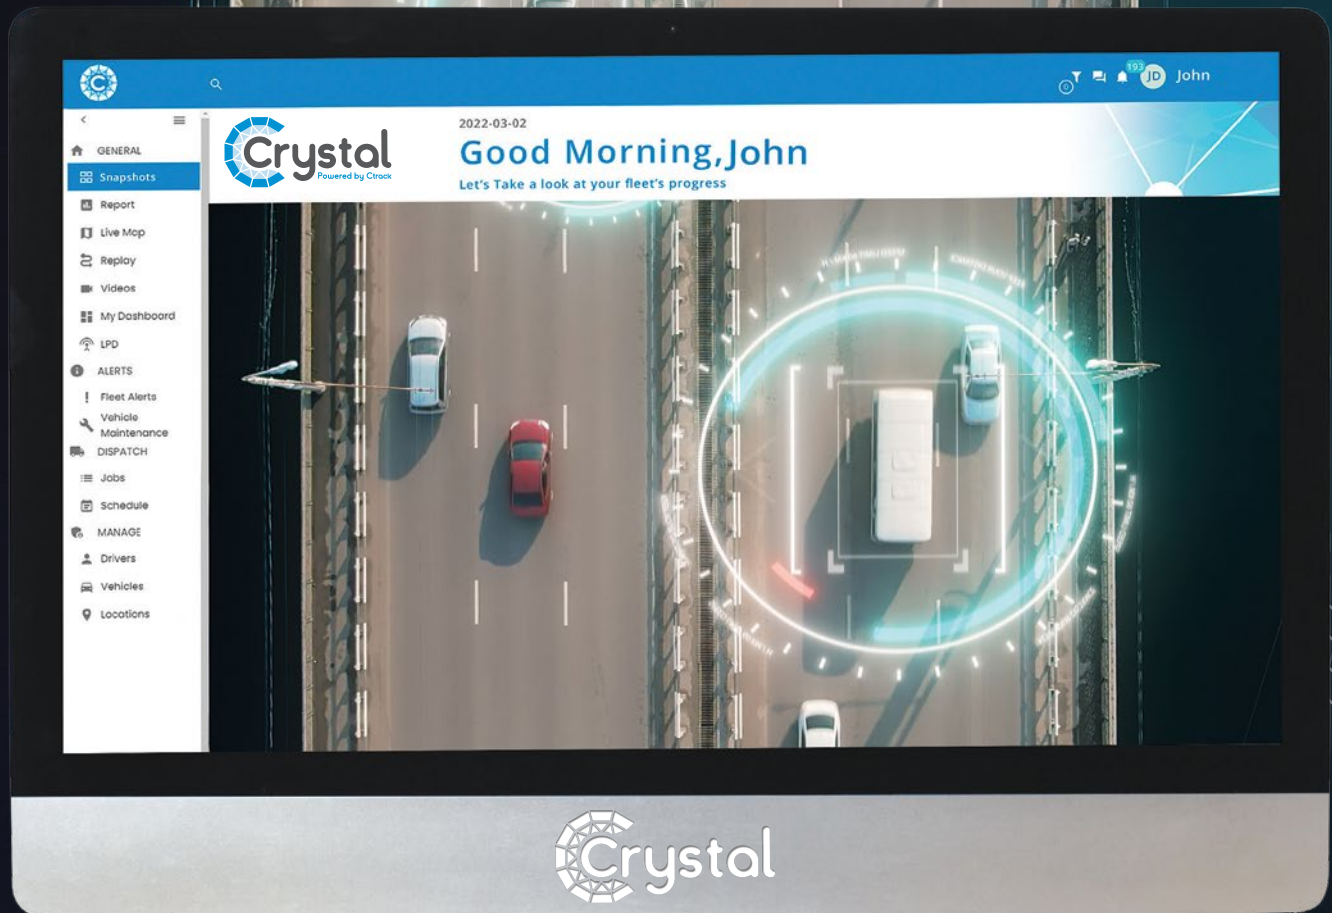 193
JD
John
0
2022-03-02
Crystal
Powered by Ctrack
Good Morning,John
Let's Take a look at your fleet's progress
GENERAL
Snapshots
Report
Live Map
Replay
Videos
My Dashboard
LPD
ALERTS
Fleet Alerts
Vehicle
Maintenance
DISPATCH
Jobs
Schedule
MANAGE
Drivers
Vehicles
Locations
Crystal